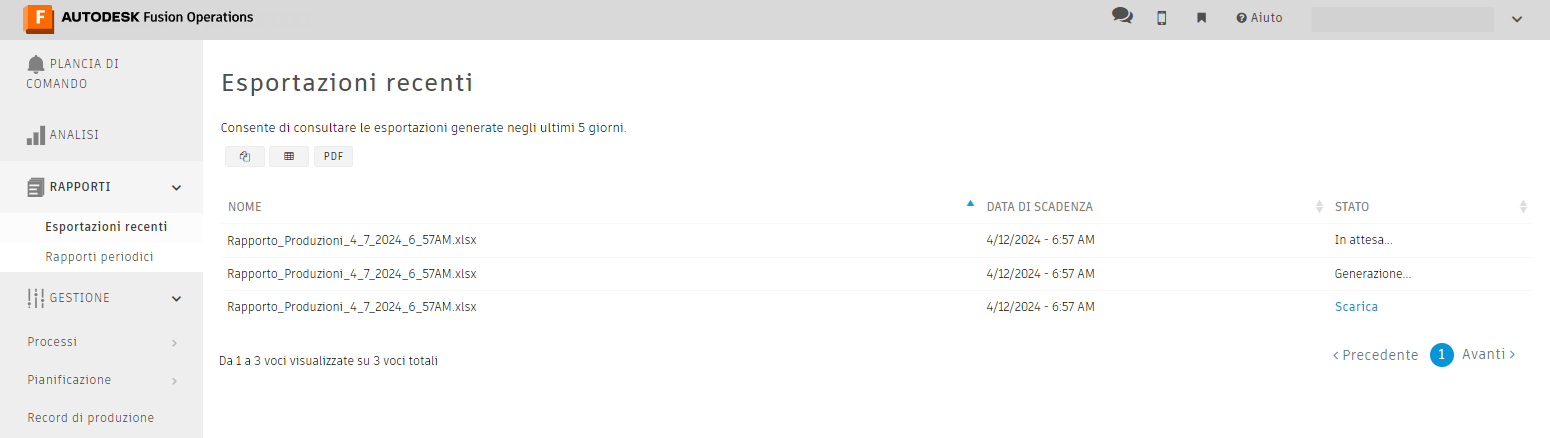 F AUTODESK Fusion Operations
Aiuto
PLANCIA DI
COMANDO
ANALISI
RAPPORTI
Esportazioni recenti
Rapporti periodici
GESTIONE
Processi
Pianificazione
Record di produzione
Esportazioni recenti
Consente di consultare le esportazioni generate negli ultimi 5 giorni.
PDF
NOME DATA DI SCADENZA STATO
Rapporto_Produzioni_4_7_2024_6_57AM.xlsx 4/12/2024 - 6:57 AM In attesa...
Rapporto_Produzioni_4_7_2024_6_57AM.xlsx 4/12/2024 - 6:57 AM Generazione...
Rapporto_Produzioni_4_7_2024_6_57AM.xlsx 4/12/2024 - 6:57 AM Scarica
Da 1 a 3 voci visualizzate su 3 voci totali
‹ Precedente 1 Avanti ›